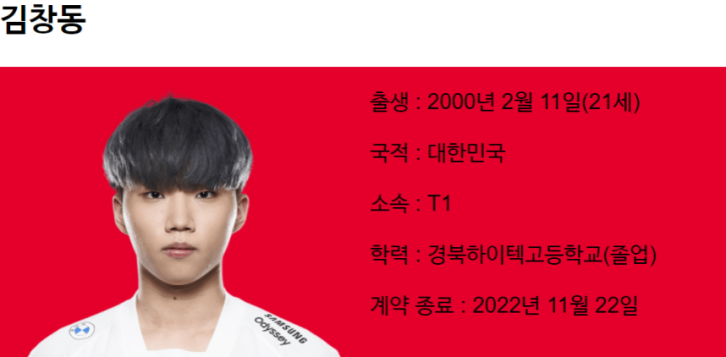 김창동
출생 : 2000년 2월 11일(21세)
국적 : 대한민국
소속 : T1
학력 : 경북하이텍고등학교(졸업)
계약 종료 : 2022년 11월 22일
SAMSUNG
Odyssey